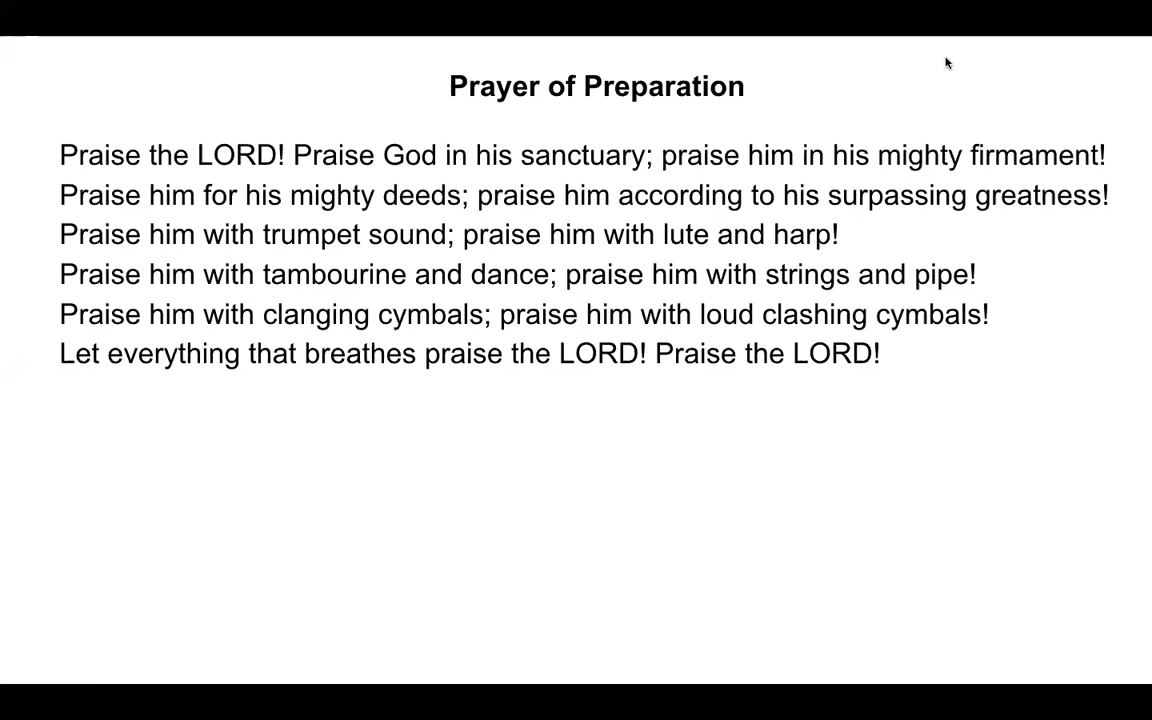 Prayer of Preparation
Praise the LORD! Praise God in his sanctuary; praise him in his mighty firmament!
Praise him for his mighty deeds; praise him according to his surpassing greatness!
Praise him with trumpet sound; praise him with lute and harp!
Praise him with tambourine and dance; praise him with strings and pipe!
Praise him with clanging cymbals; praise him with loud clashing cymbals!
Let everything that breathes praise the LORD! Praise the LORD!